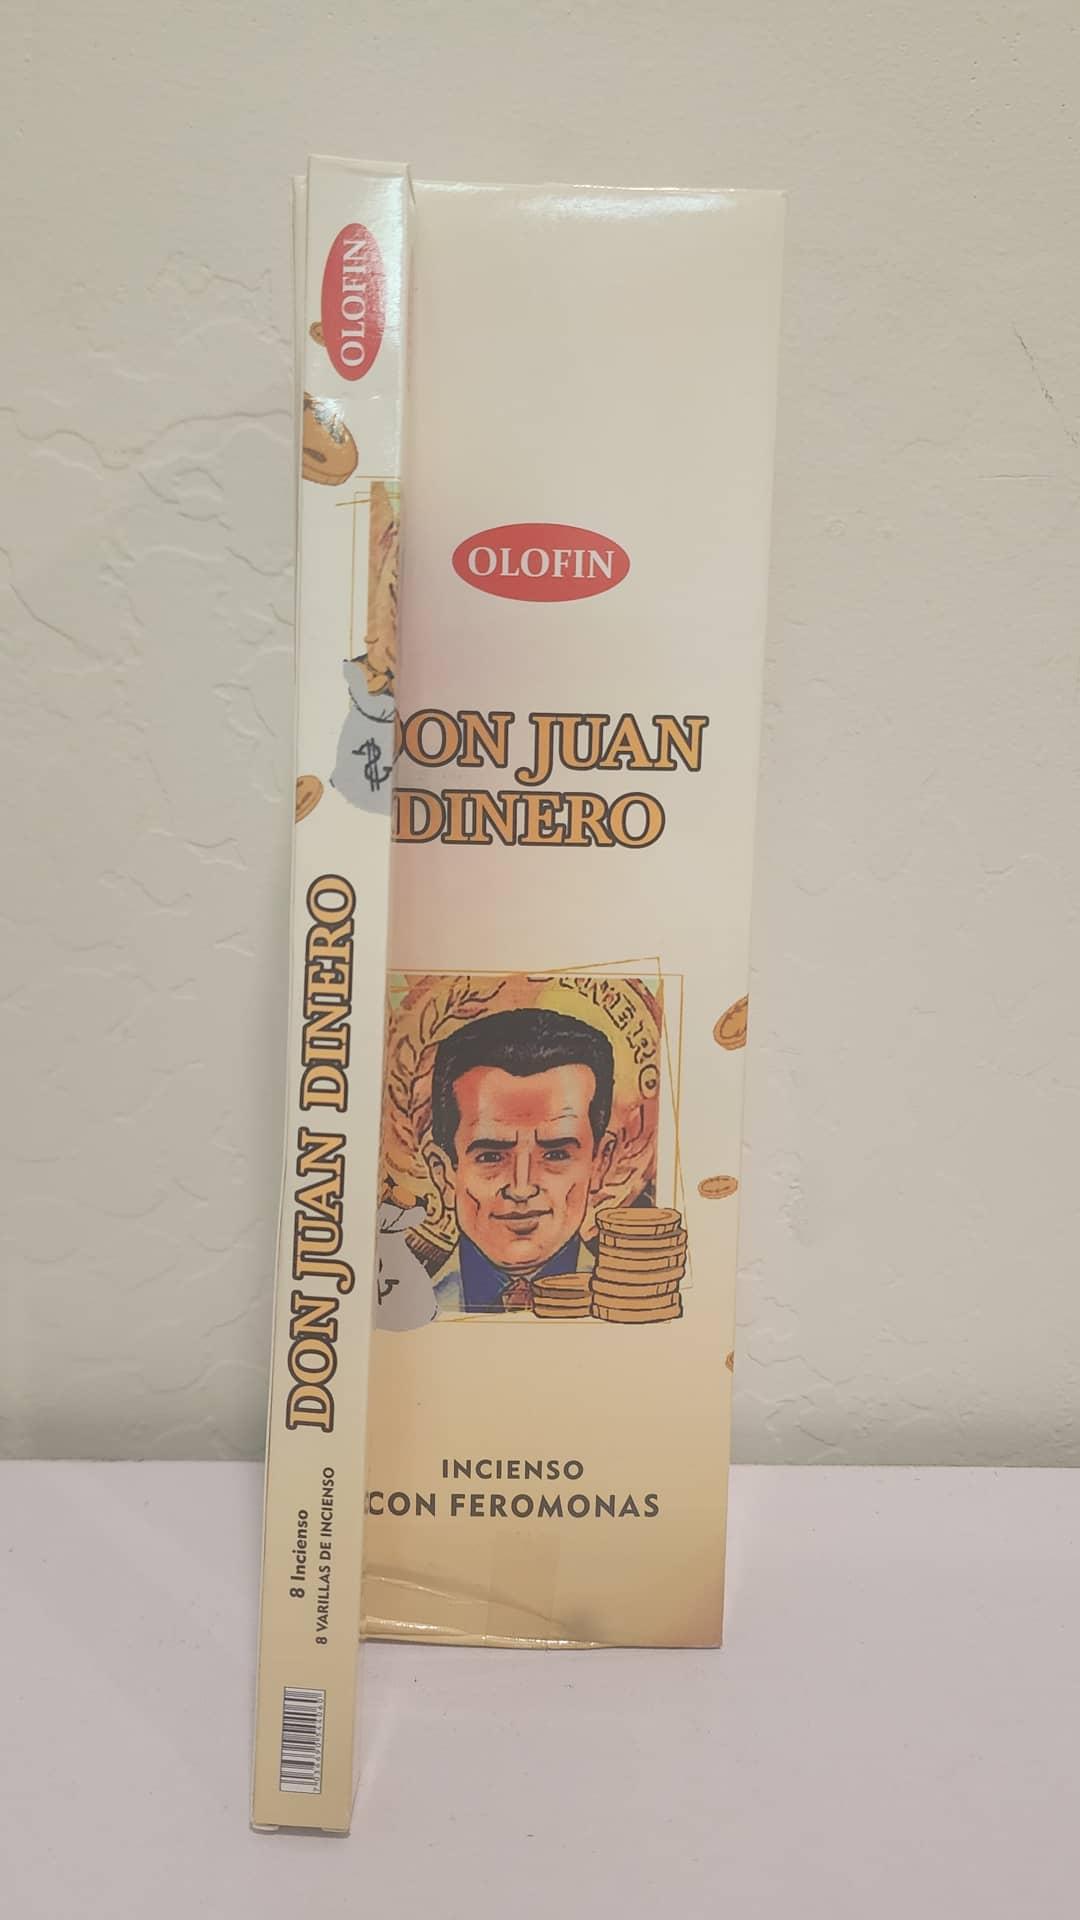 OLOFIN
DON JUAN DINERO
8 Incienso
8 VARILLAS DE INCIENSO
OLOFIN
DON JUAN
DINERO
INCIENSO
CON FEROMONAS